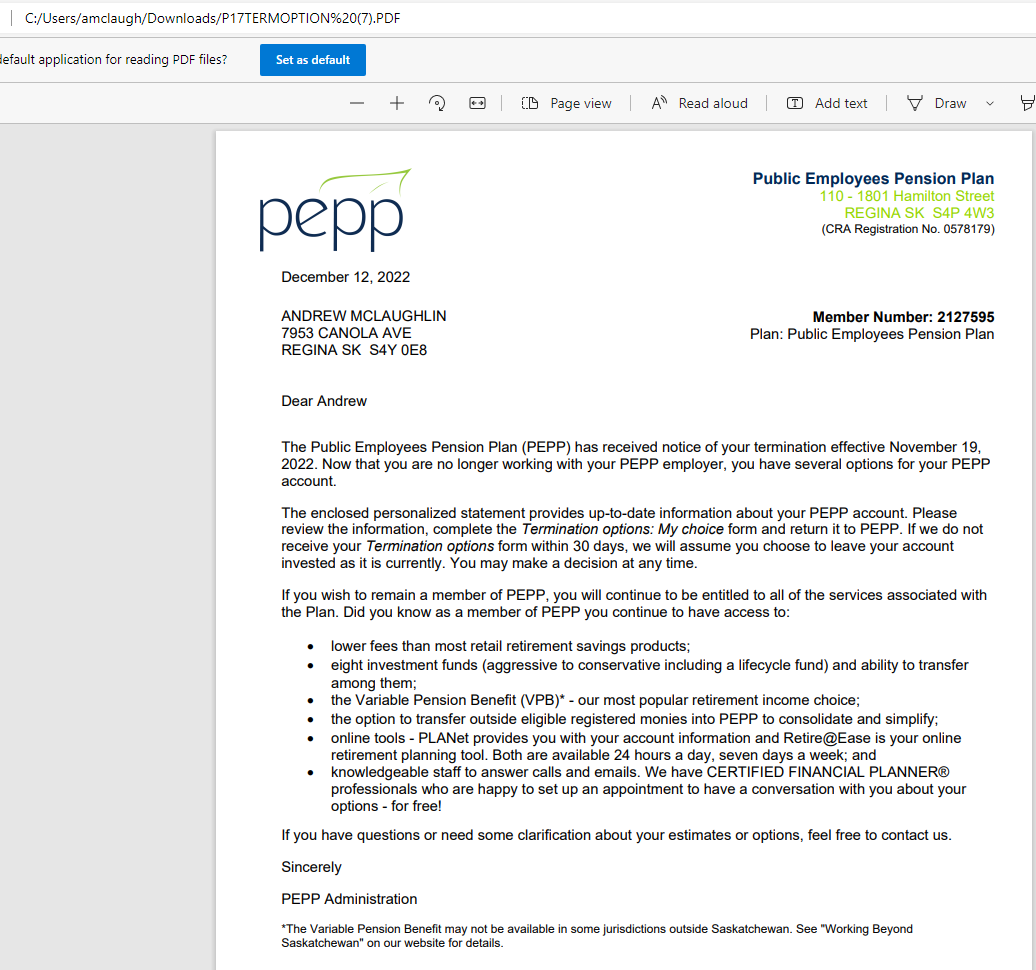 C:/Users/amclaugh/Downloads/P17TERMOPTION%20(7).PDF
default application for reading PDF files?
Set as default
Page view
Read aloud
Add text
Draw
pepp
Public Employees Pension Plan
110 - 1801 Hamilton Street
REGINA SK S4P 4W3
(CRA Registration No. 0578179)
December 12, 2022
ANDREW MCLAUGHLIN
7953 CANOLA AVE
REGINA SK S4Y 0E8
Member Number: 2127595
Plan: Public Employees Pension Plan
Dear Andrew
The Public Employees Pension Plan (PEPP) has received notice of your termination effective November 19,
2022. Now that you are no longer working with your PEPP employer, you have several options for your PEPP
account.
The enclosed personalized statement provides up-to-date information about your PEPP account. Please
review the information, complete the Termination options: My choice form and return it to PEPP. If we do not
receive your Termination options form within 30 days, we will assume you choose to leave your account
invested as it is currently. You may make a decision at any time.
If you wish to remain a member of PEPP, you will continue to be entitled to all of the services associated with
the Plan. Did you know as a member of PEPP you continue to have access to:
• lower fees than most retail retirement savings products;
• eight investment funds (aggressive to conservative including a lifecycle fund) and ability to transfer
among them;
• the Variable Pension Benefit (VPB)* - our most popular retirement income choice;
• the option to transfer outside eligible registered monies into PEPP to consolidate and simplify;
• online tools - PLANet provides you with your account information and Retire@Ease is your online
retirement planning tool. Both are available 24 hours a day, seven days a week; and
• knowledgeable staff to answer calls and emails. We have CERTIFIED FINANCIAL PLANNER®
professionals who are happy to set up an appointment to have a conversation with you about your
options - for free!
If you have questions or need some clarification about your estimates or options, feel free to contact us.
Sincerely
PEPP Administration
*The Variable Pension Benefit may not be available in some jurisdictions outside Saskatchewan. See "Working Beyond
Saskatchewan" on our website for details.